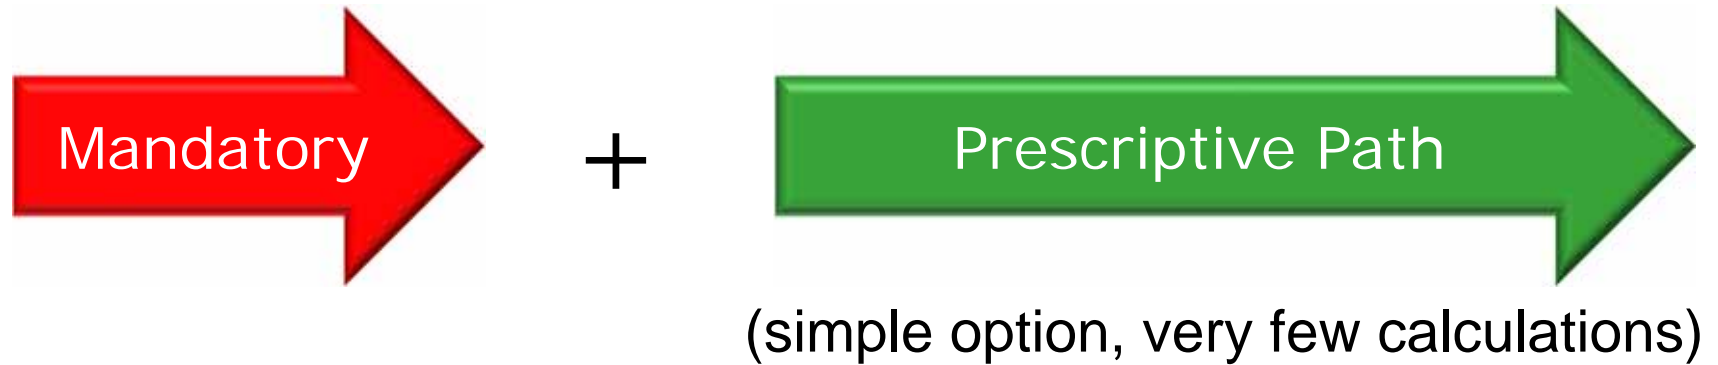 Mandatory + Prescriptive Path
(simple option, very few calculations)